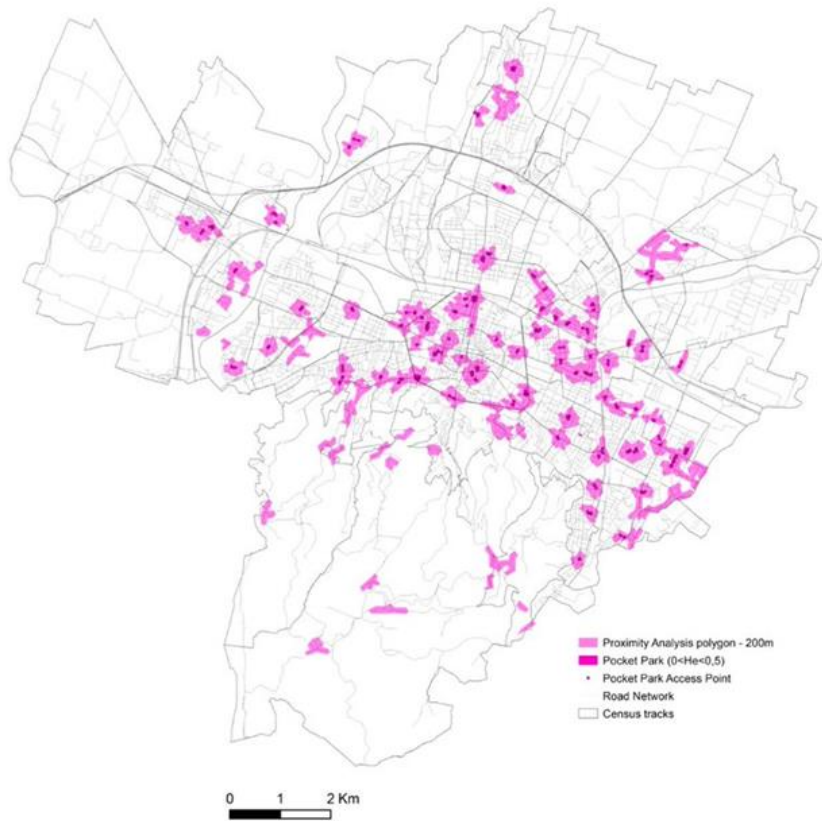 Proximity Analysis polygon - 200m
Pocket Park (0<He<0,5)
Pocket Park Access Point
Road Network
Census tracks
0 1 2 Km